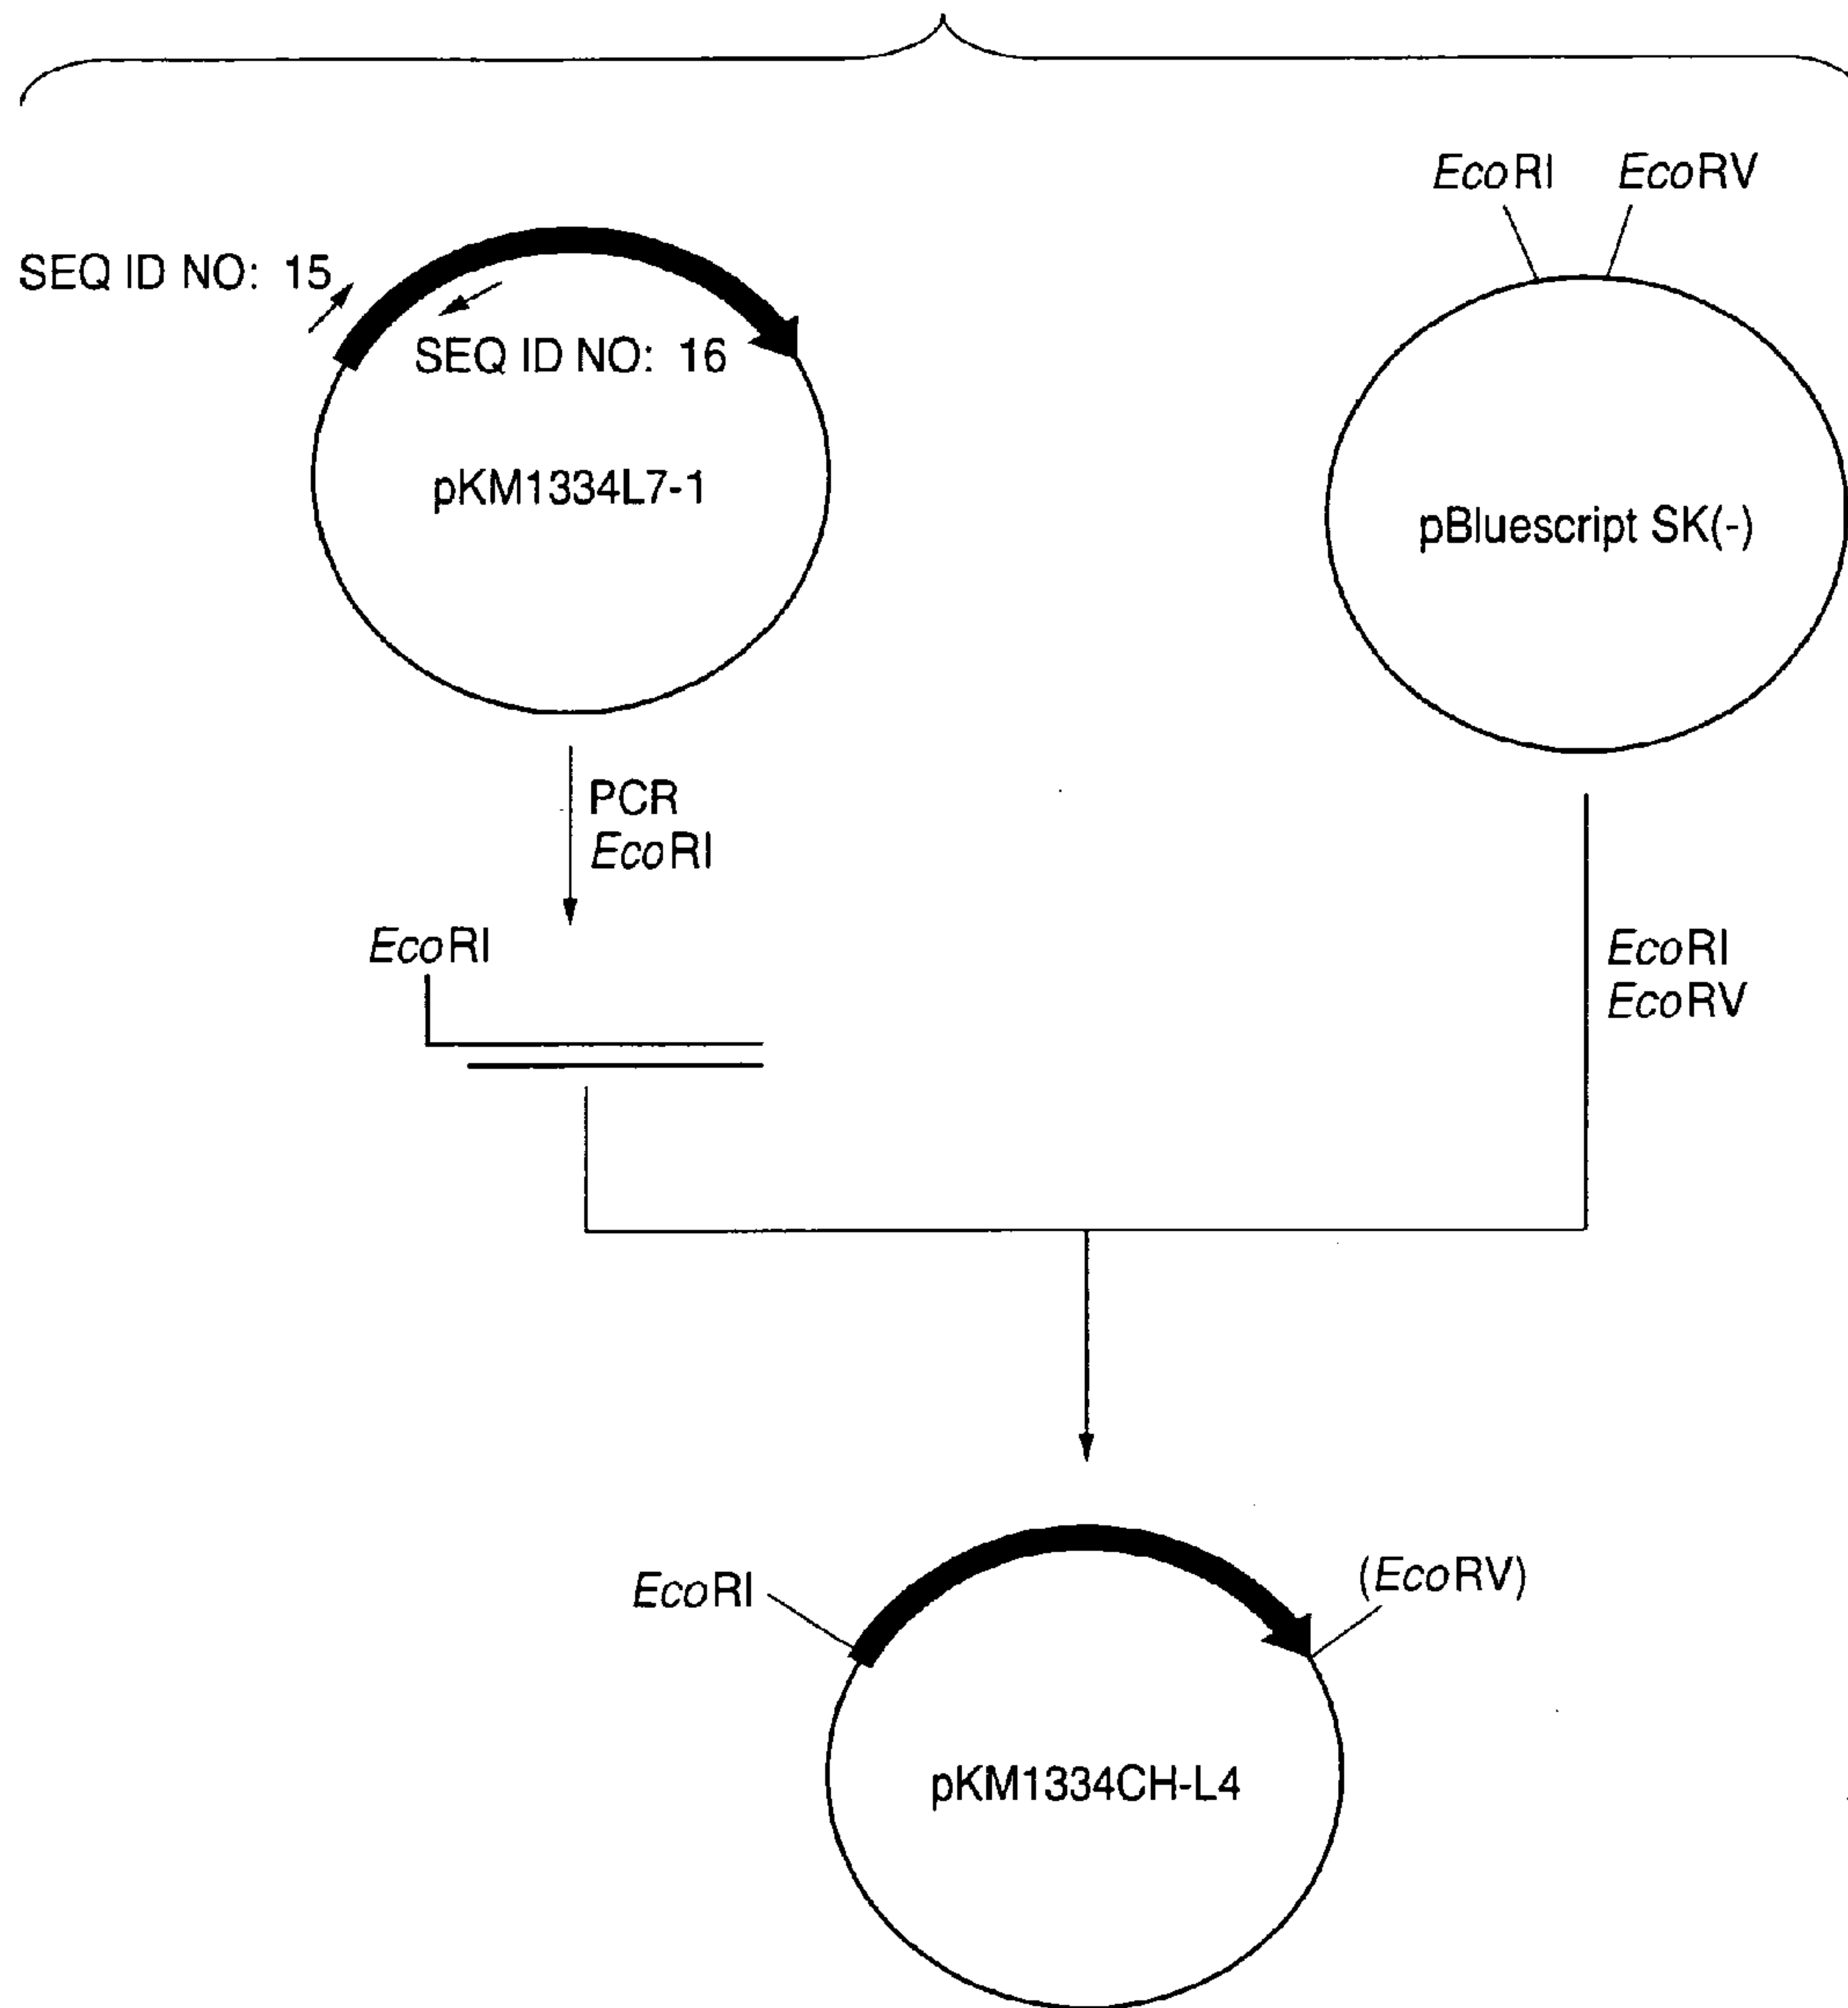 EcoRI
EcoRV
SEQ ID NO: 15
SEQ ID NO: 16
pKM1334L7-1
pBluescript SK(-)
PCR
EcoRI
EcoRI
EcoRI
EcoRV
EcoRI
(EcoRV)
pKM1334CH-L4